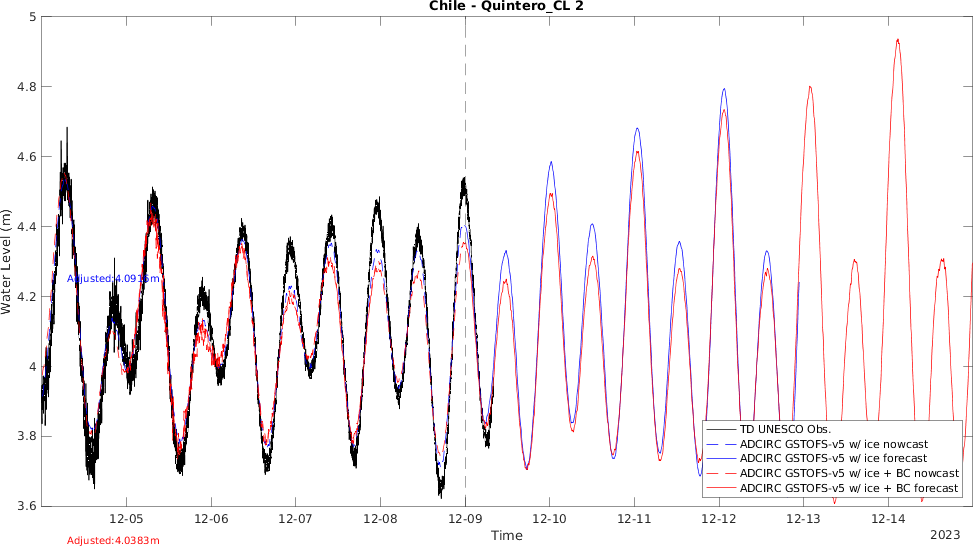 Chile - Quintero_CL 2
5
4.8
4.6
4.4
4.2
4
3.8
3.6
Water Level (m)
Adjusted:4.0915m
TD UNESCO Obs.
ADCIRC GSTOFS-v5 w/ ice nowcast
ADCIRC GSTOFS-v5 w/ ice forecast
ADCIRC GSTOFS-v5 w/ ice + BC nowcast
ADCIRC GSTOFS-v5 w/ ice + BC forecast
12-05 12-06 12-07 12-08 12-09 12-10 12-11 12-12 12-13 12-14
Time
2023
Adjusted:4.0383m